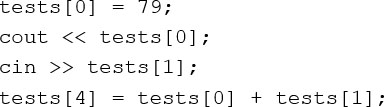 tests[0] = 79;
cout << tests[0];
cin >> tests[1];
tests[4] = tests[0] + tests[1];